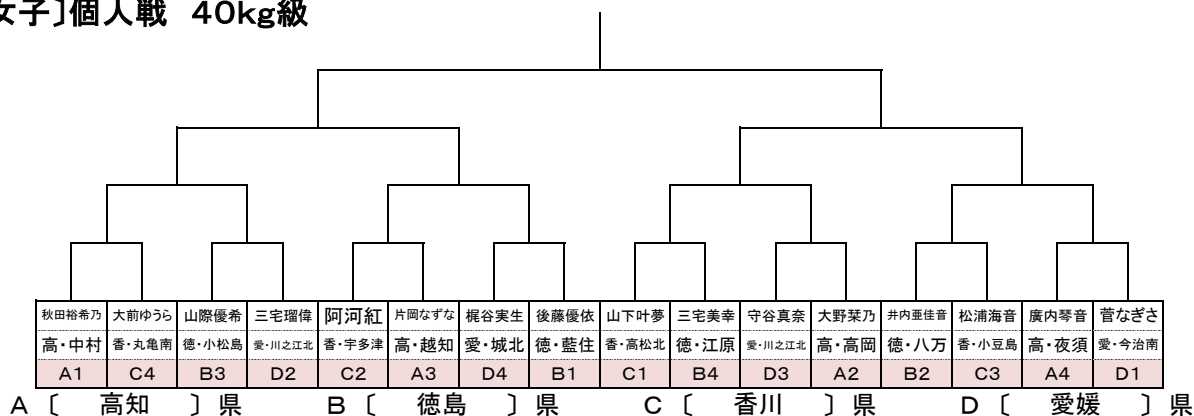 女子]個人戦 40kg級
秋田裕希乃 大前ゆうら 山際優希 三宅瑠偉 阿河紅 片岡なずな 梶谷実生 後藤優依 山下叶夢 三宅美幸 守谷真奈 大野栞乃 井内亜佳音 松浦海音 廣内琴音 菅なぎさ
高・中村 香・丸亀南 徳・小松島 愛・川之江北 香・宇多津 高・越知 愛・城北 徳・藍住 香・高松北 徳・江原 愛・川之江北 高・高岡 徳・八万 香・小豆島 高・夜須 愛・今治南
A1 C4 B3 D2 C2 A3 D4 B1 C1 B4 D3 A2 B2 C3 A4 D1
A 〔 高知 〕県 B 〔 徳島 〕県 C 〔 香川 〕県 D 〔 愛媛 〕県